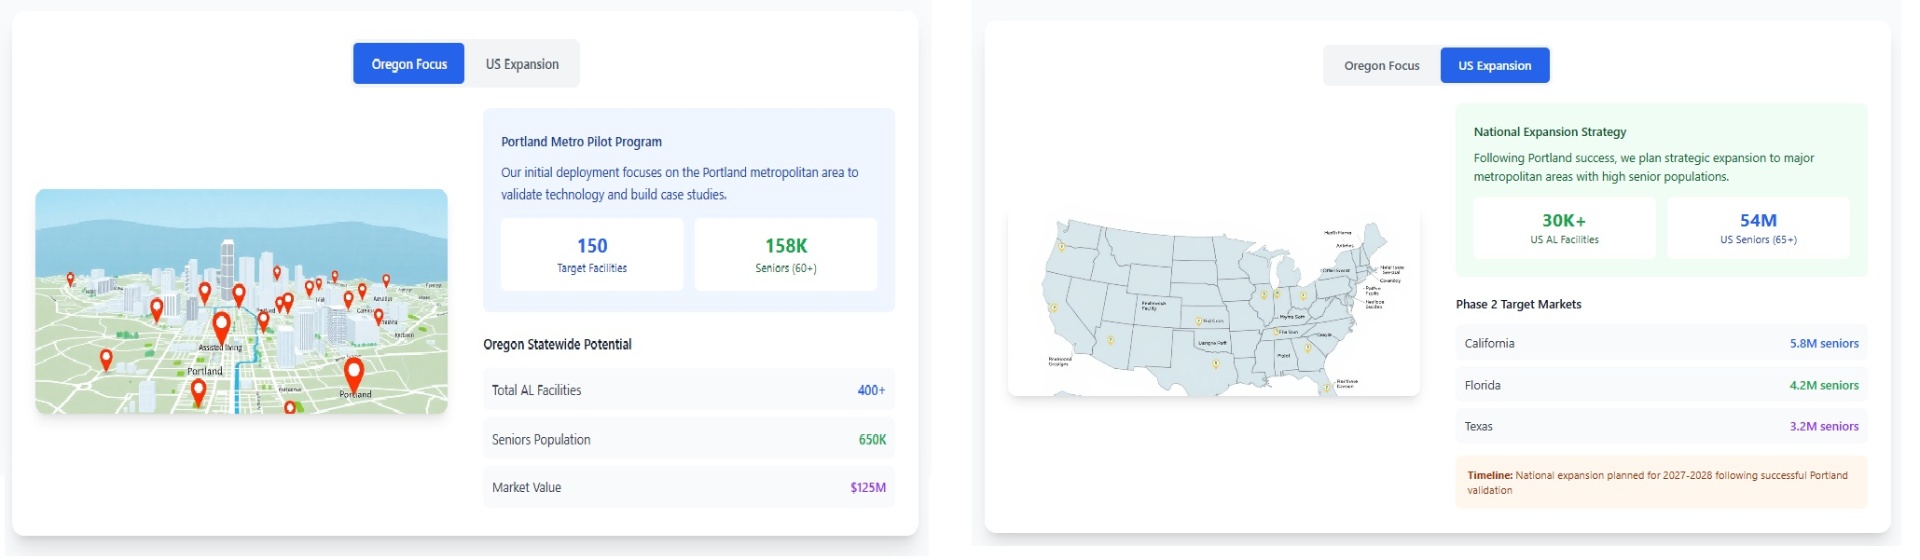 Oregon Focus
US Expansion
Portland Metro Pilot Program
Our initial deployment focuses on the Portland metropolitan area to
validate technology and build case studies.
150
Target Facilities
158K
Seniors (60+)
Assisted
Portland
Portland
Oregon Statewide Potential
Total AL Facilities
400+
Seniors Population
650K
Market Value
$125M
Oregon Focus
US Expansion
National Expansion Strategy
Following Portland success, we plan strategic expansion to major
metropolitan areas with high senior populations.
30K+
US AL Facilities
54M
US Seniors (65+)
Phase 2 Target Markets
California
5.8M seniors
Florida
4.2M seniors
Texas
3.2M seniors
Timeline: National expansion planned for 2027-2028 following successful Portland
validation